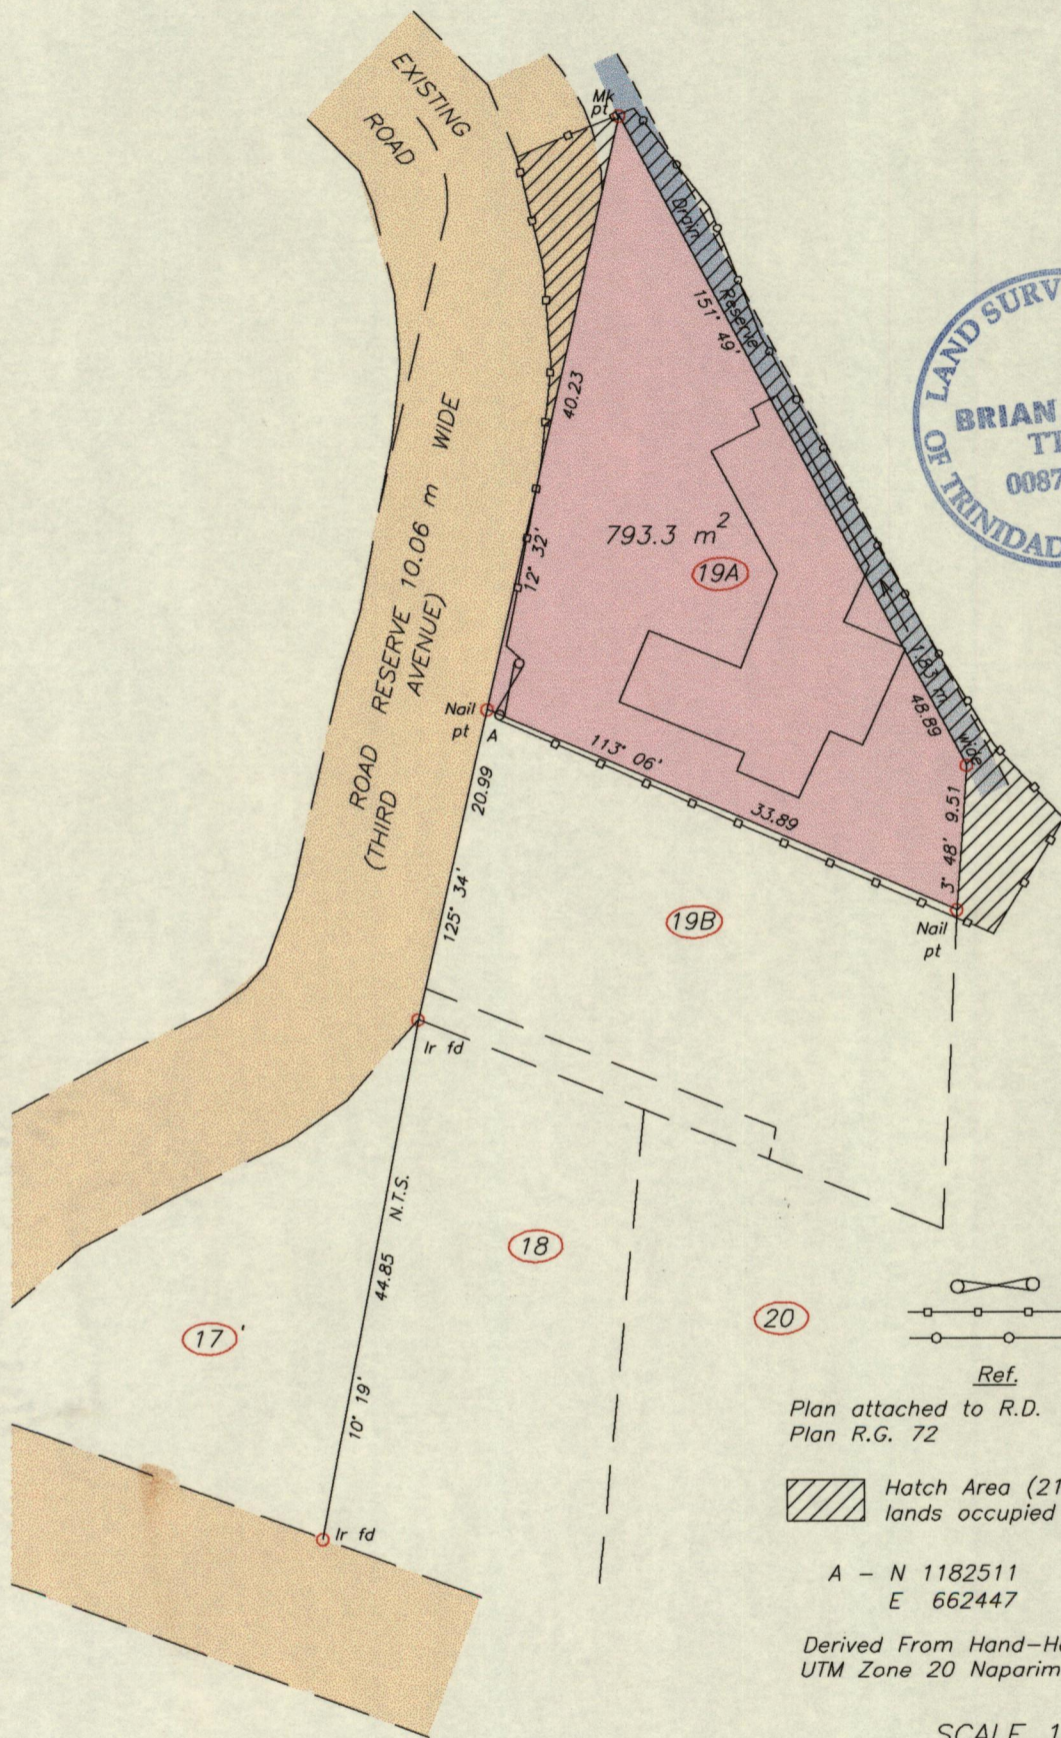 EXISTING
ROAD
Mk
pt
Drain
Reserve
151° 49'
40.23
ROAD RESERVE 10.06 m WIDE
(THIRD AVENUE)
12° 32'
793.3 m²
19A
1.83 m wide
48.89
Nail
pt
A
113° 06'
33.89
9.51
3° 48'
Nail
pt
20.99
125° 34'
19B
Ir fd
N.T.S.
44.85
10° 19'
18
17'
20
Ir fd
LAND SURV
BRIAN
TT
0087
OF TRINIDAD
Ref.
Plan attached to R.D.
Plan R.G. 72
Hatch Area (21
lands occupied
A - N 1182511
E 662447
Derived From Hand-He
UTM Zone 20 Naparim
SCALE 1